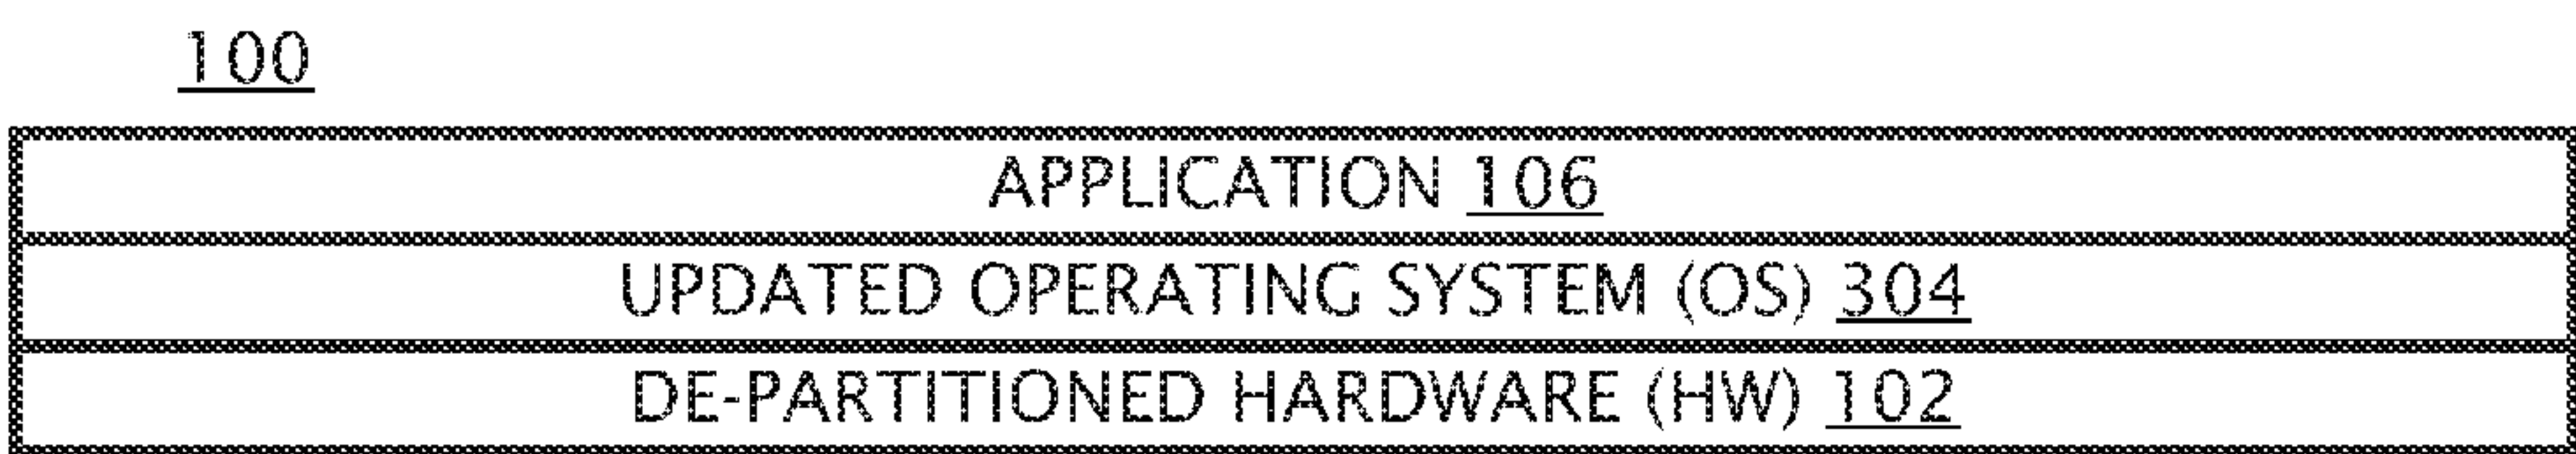 100
APPLICATION 106
UPDATED OPERATING SYSTEM (OS) 304
DE-PARTITIONED HARDWARE (HW) 102